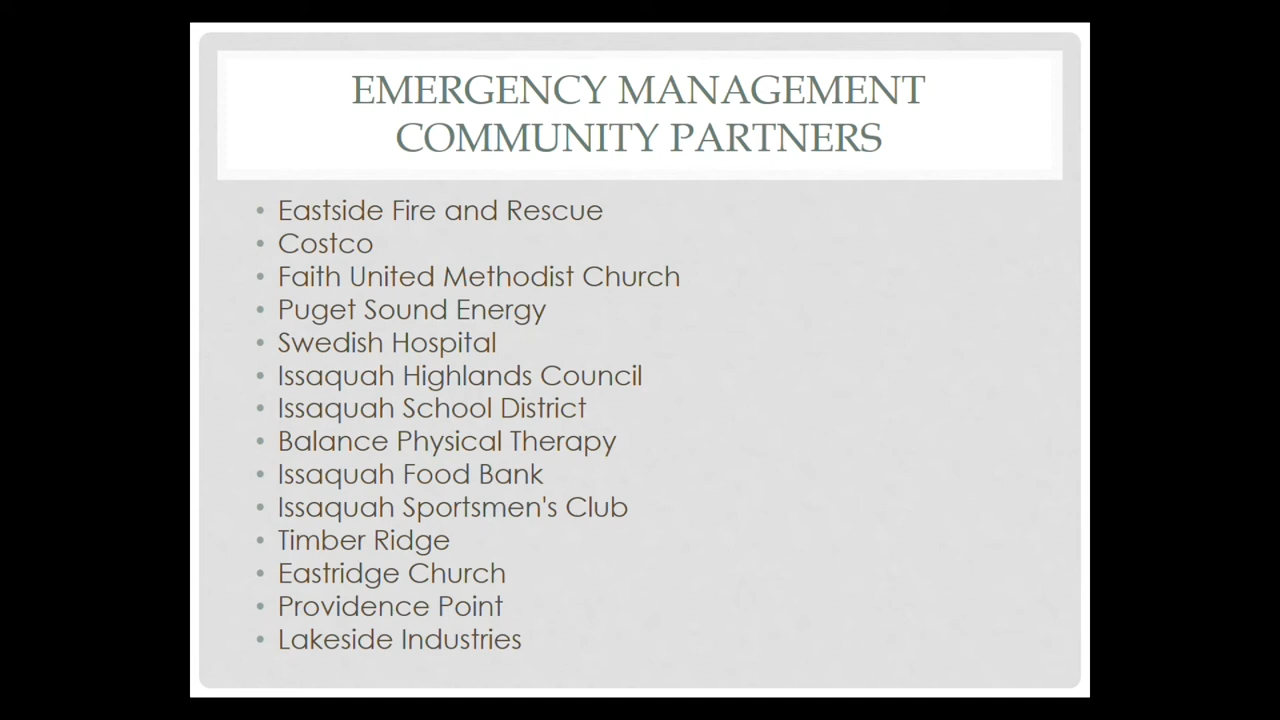 EMERGENCY MANAGEMENT
COMMUNITY PARTNERS
• Eastside Fire and Rescue
• Costco
• Faith United Methodist Church
• Puget Sound Energy
• Swedish Hospital
• Issaquah Highlands Council
• Issaquah School District
• Balance Physical Therapy
• Issaquah Food Bank
• Issaquah Sportsmen's Club
• Timber Ridge
• Eastridge Church
• Providence Point
• Lakeside Industries